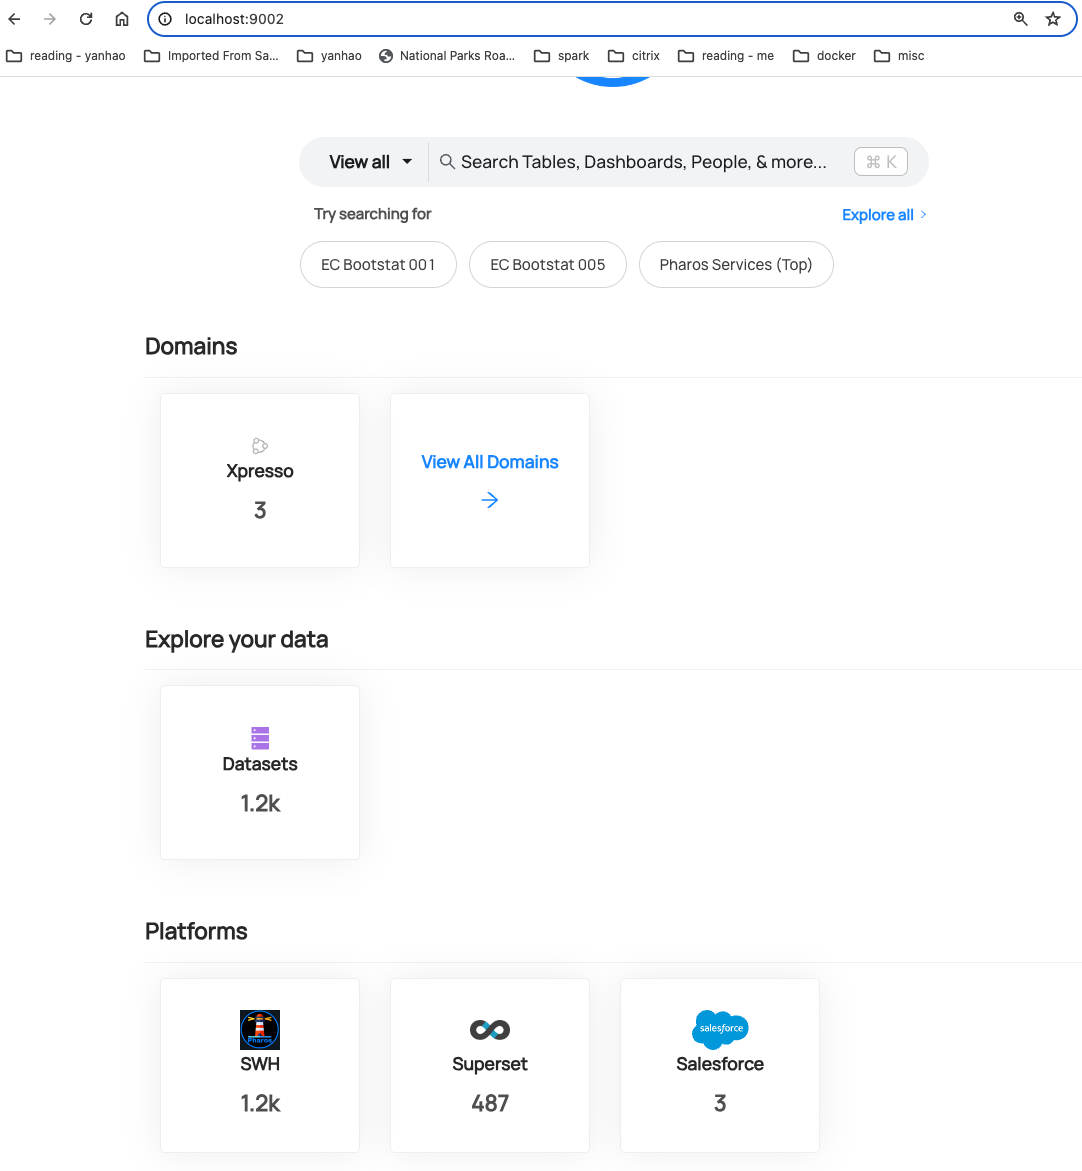 localhost:9002
reading - yanhao Imported From Sa... yanhao National Parks Roa... spark citrix reading - me docker misc
View all Search Tables, Dashboards, People, & more... ⌘ K
Try searching for Explore all
EC Bootstat 001 EC Bootstat 005 Pharos Services (Top)
Domains
Xpresso
3
View All Domains
Explore your data
Datasets
1.2k
Platforms
Pharos
SWH
1.2k
Superset
487
salesforce
Salesforce
3